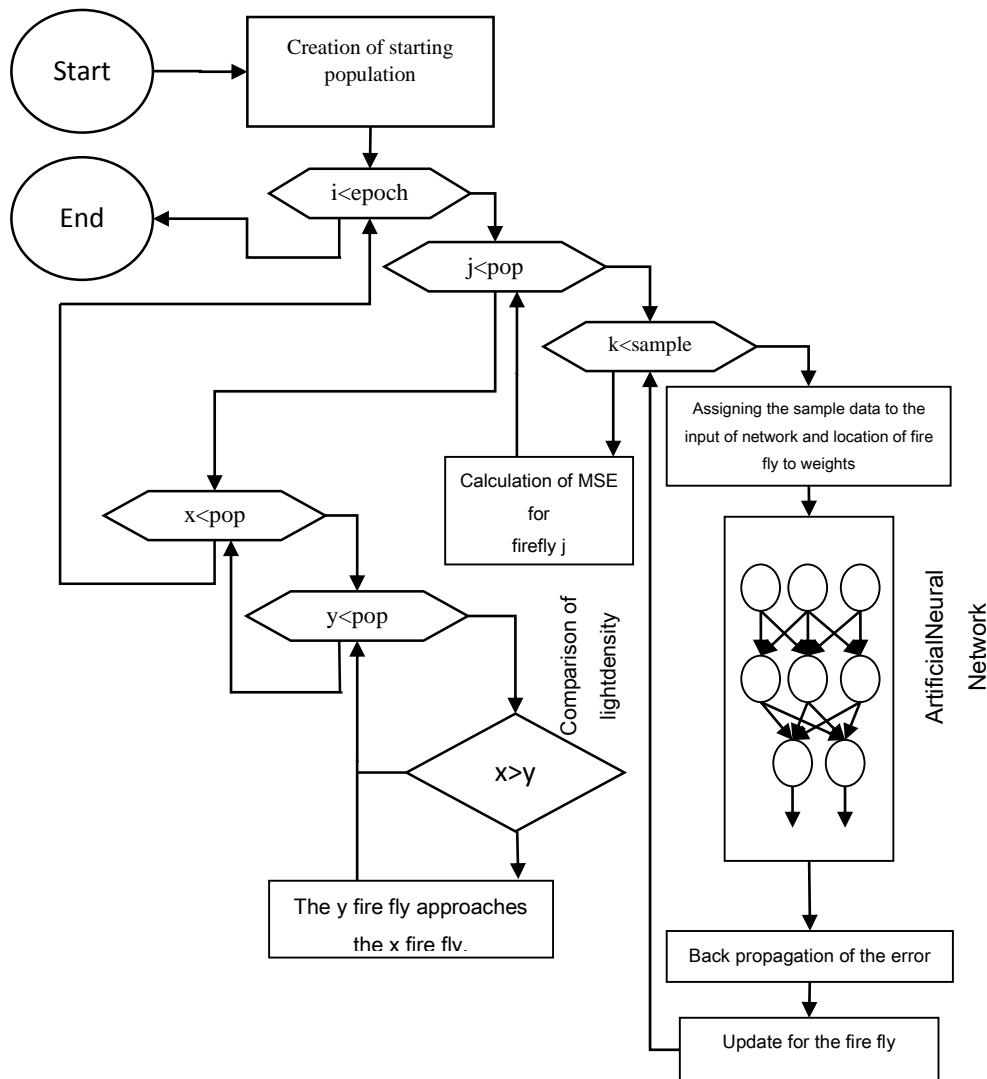 Start
Creation of starting
population
i<epoch
End
j<pop
k<sample
Assigning the sample data to the
input of network and location of fire
fly to weights
Calculation of MSE
for
firefly j
x<pop
y<pop
Comparison of
lightdensity
ArtificialNeural
Network
x>y
The y fire fly approaches
the x fire fly.
Back propagation of the error
Update for the fire fly